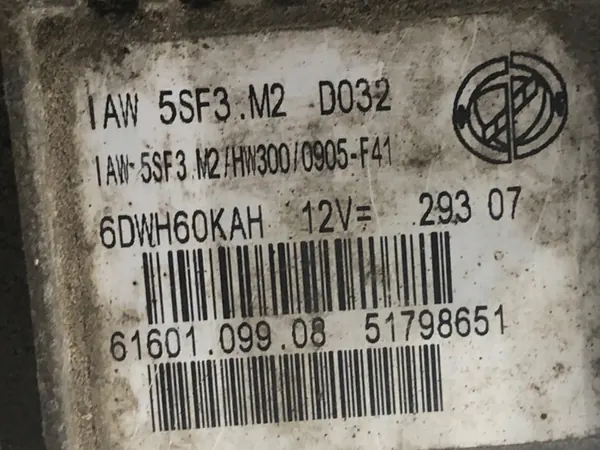 IAW 5SF3.M2 D032
IAW-5SF3.M2/HW300/0905-F41
6DWH60KAH 12V= 293 07
61601.099.08 51798651